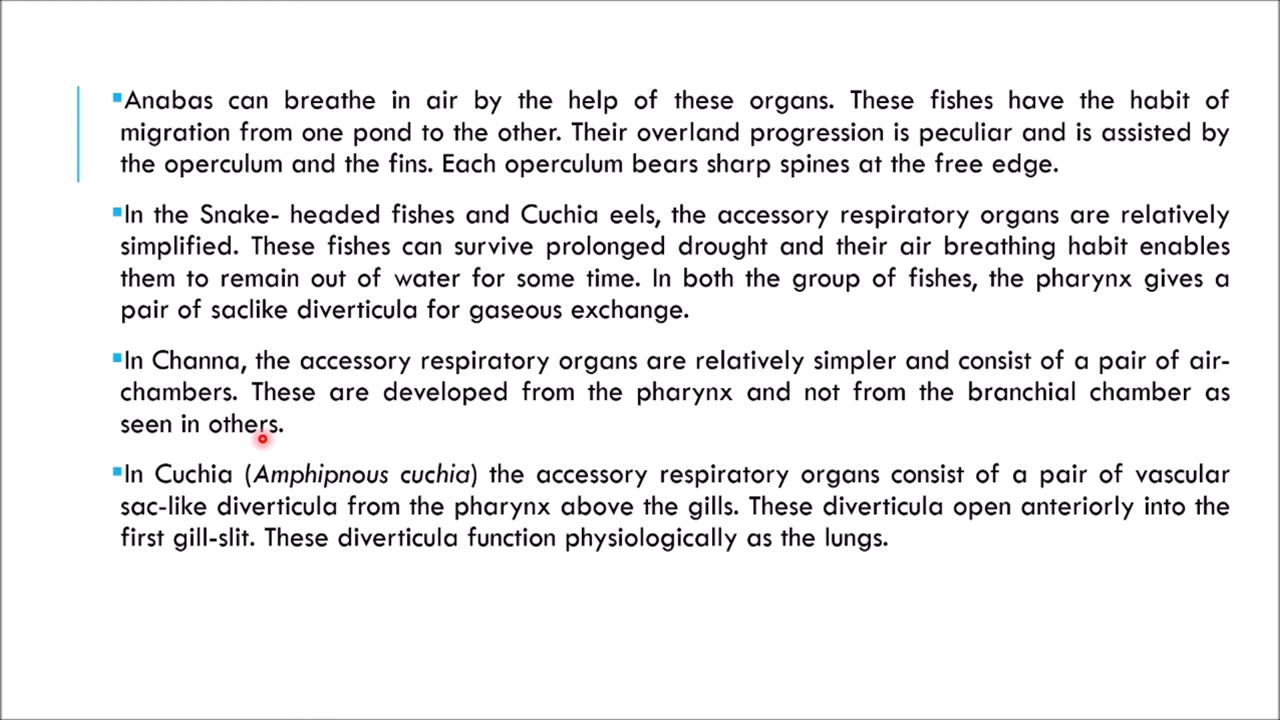 ▪Anabas can breathe in air by the help of these organs. These fishes have the habit of
migration from one pond to the other. Their overland progression is peculiar and is assisted by
the operculum and the fins. Each operculum bears sharp spines at the free edge.
▪In the Snake- headed fishes and Cuchia eels, the accessory respiratory organs are relatively
simplified. These fishes can survive prolonged drought and their air breathing habit enables
them to remain out of water for some time. In both the group of fishes, the pharynx gives a
pair of saclike diverticula for gaseous exchange.
▪In Channa, the accessory respiratory organs are relatively simpler and consist of a pair of air-
chambers. These are developed from the pharynx and not from the branchial chamber as
seen in others.
▪In Cuchia (Amphipnous cuchia) the accessory respiratory organs consist of a pair of vascular
sac-like diverticula from the pharynx above the gills. These diverticula open anteriorly into the
first gill-slit. These diverticula function physiologically as the lungs.